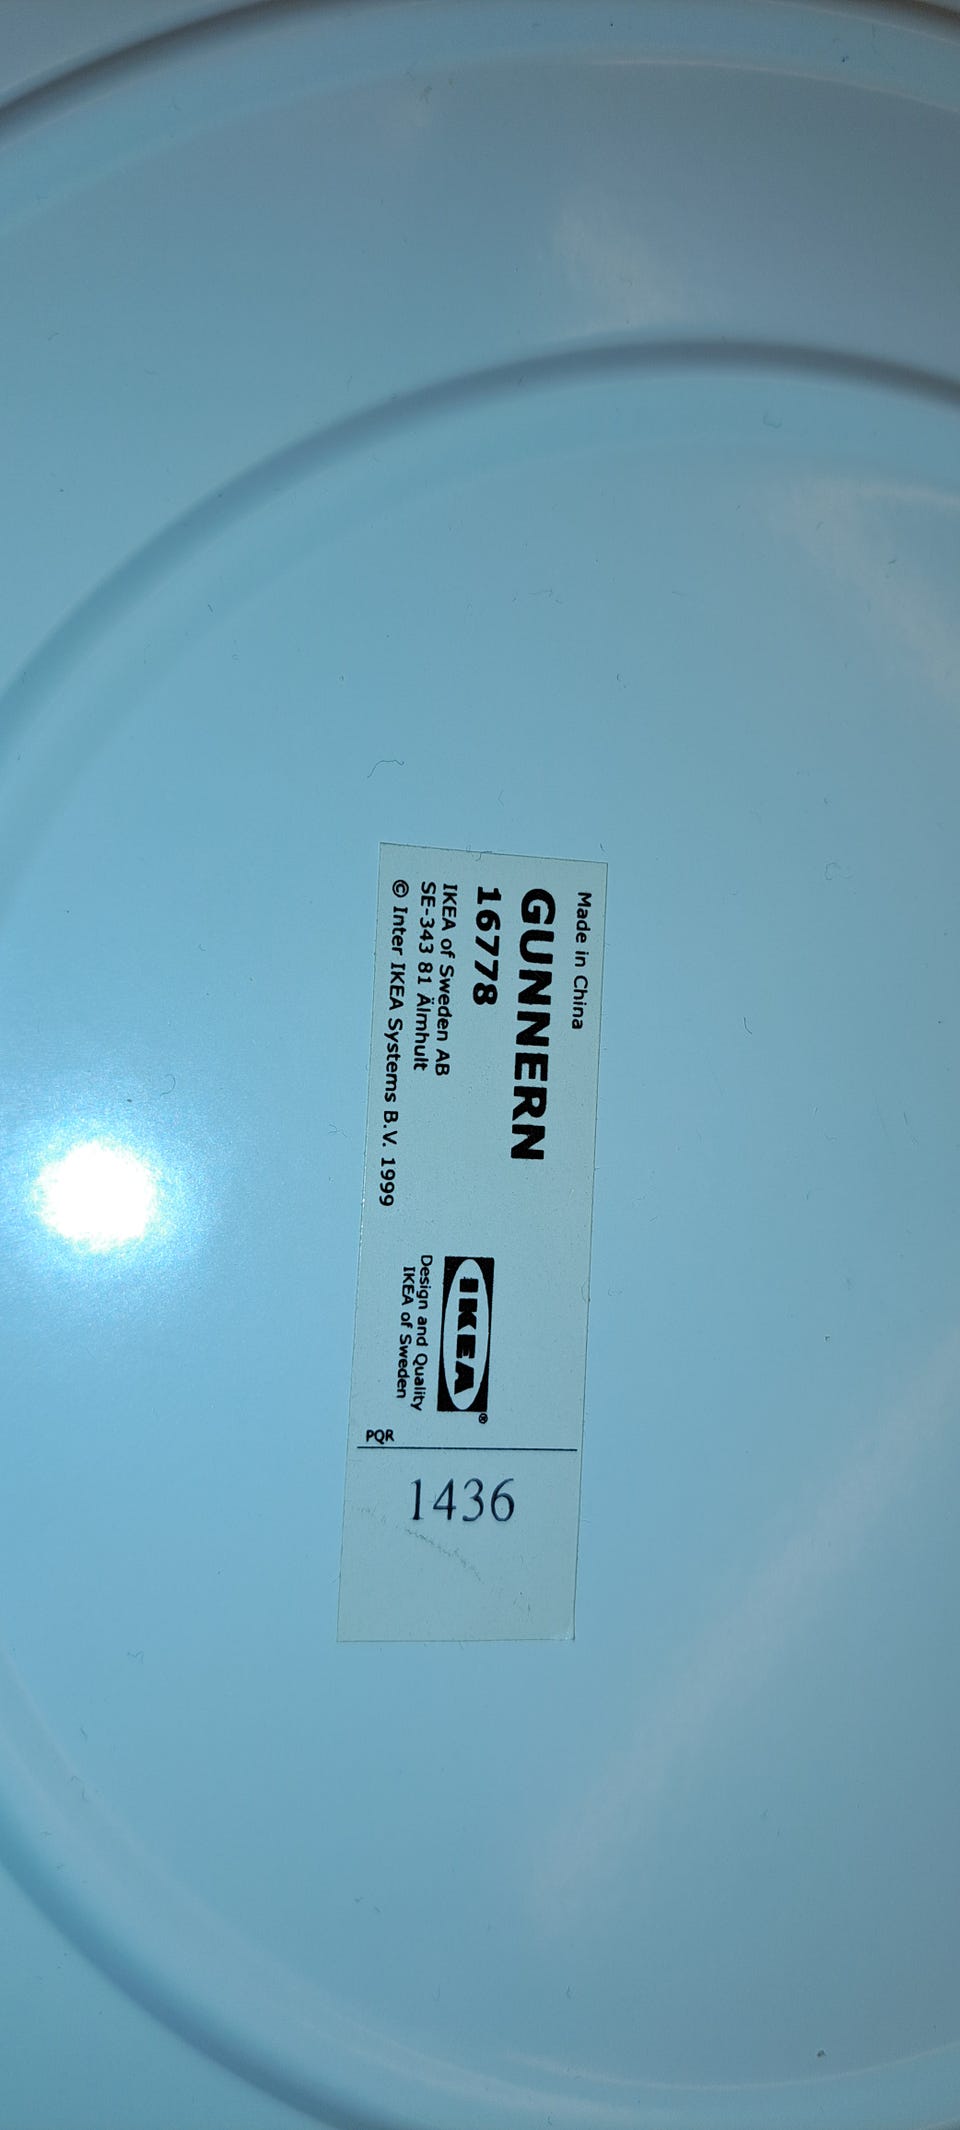 Made in China
GUNNERN
16778
IKEA of Sweden AB
SE-343 81 Älmhult
© Inter IKEA Systems B.V. 1999
IKEA®
Design and Quality
IKEA of Sweden
PQR
1436